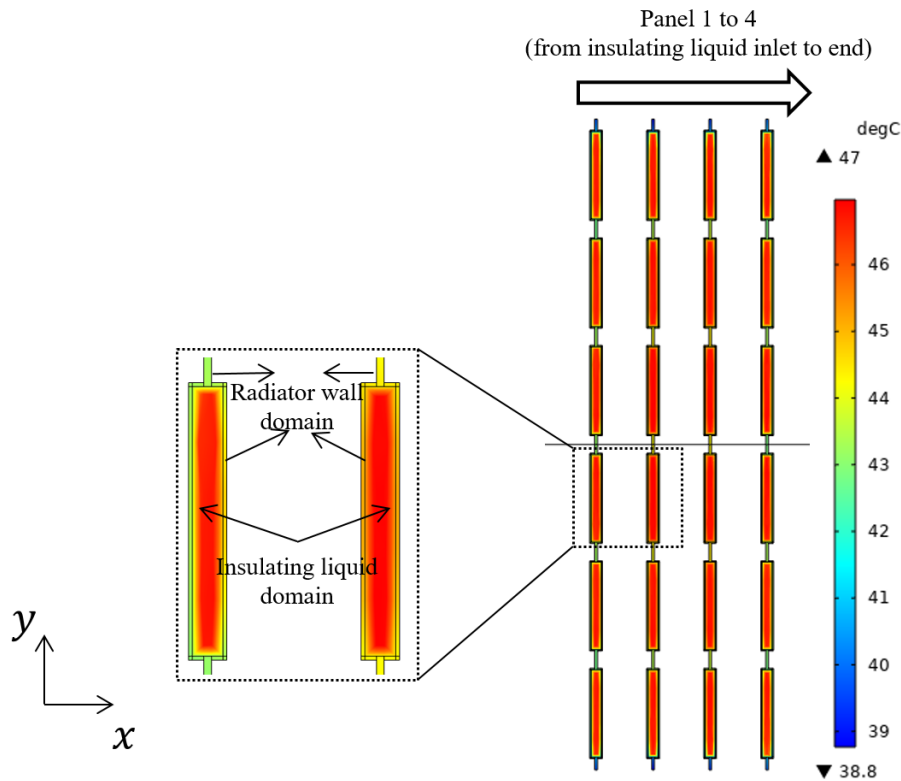 Panel 1 to 4
(from insulating liquid inlet to end)
degC
▲ 47
46
45
44
43
42
41
40
39
▼ 38.8
Radiator wall
domain
Insulating liquid
domain
y
x